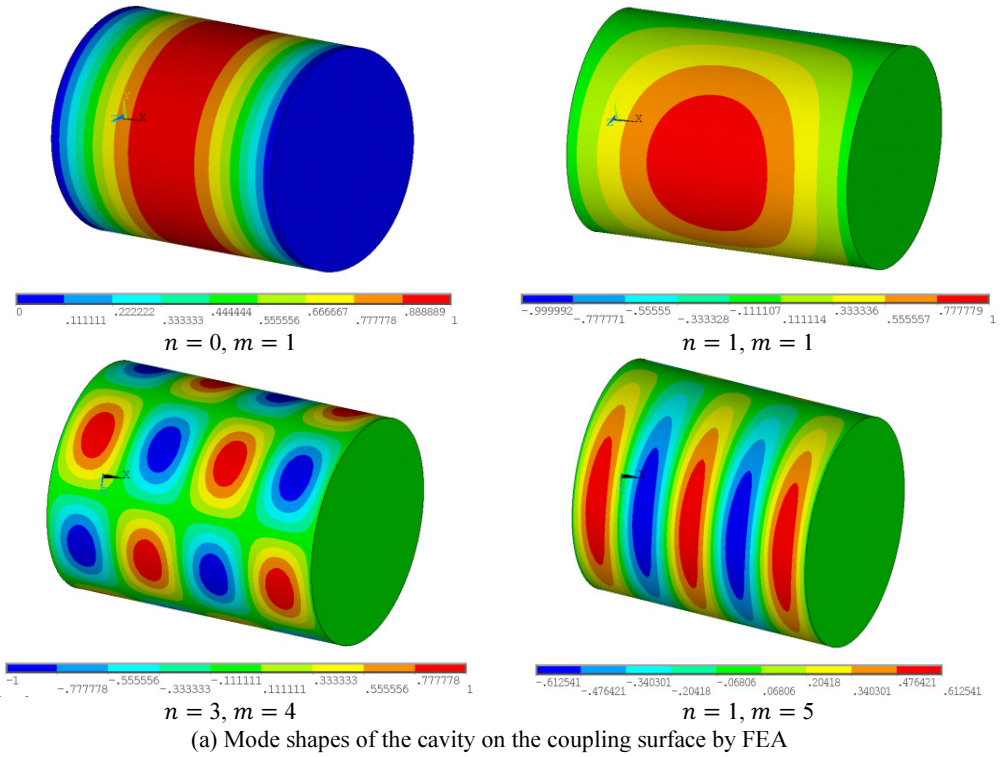 Y
Z X
Z X
0 .222222 .444444 .666667 .888889
.111111 .333333 .555556 .777778 1
-.999992 -.55555 -.111107 .333336 .777779
-.777771 -.333328 .111114 .555557 1
n = 0, m = 1
n = 1, m = 1
X
X
-1 -.555556 -.111111 .333333 .777778
-.777778 -.333333 .111111 .555556 1
-.612541 -.340301 -.06806 .20418 .476421
-.476421 -.20418 .06806 .340301 .612541
n = 3, m = 4
n = 1, m = 5
(a) Mode shapes of the cavity on the coupling surface by FEA